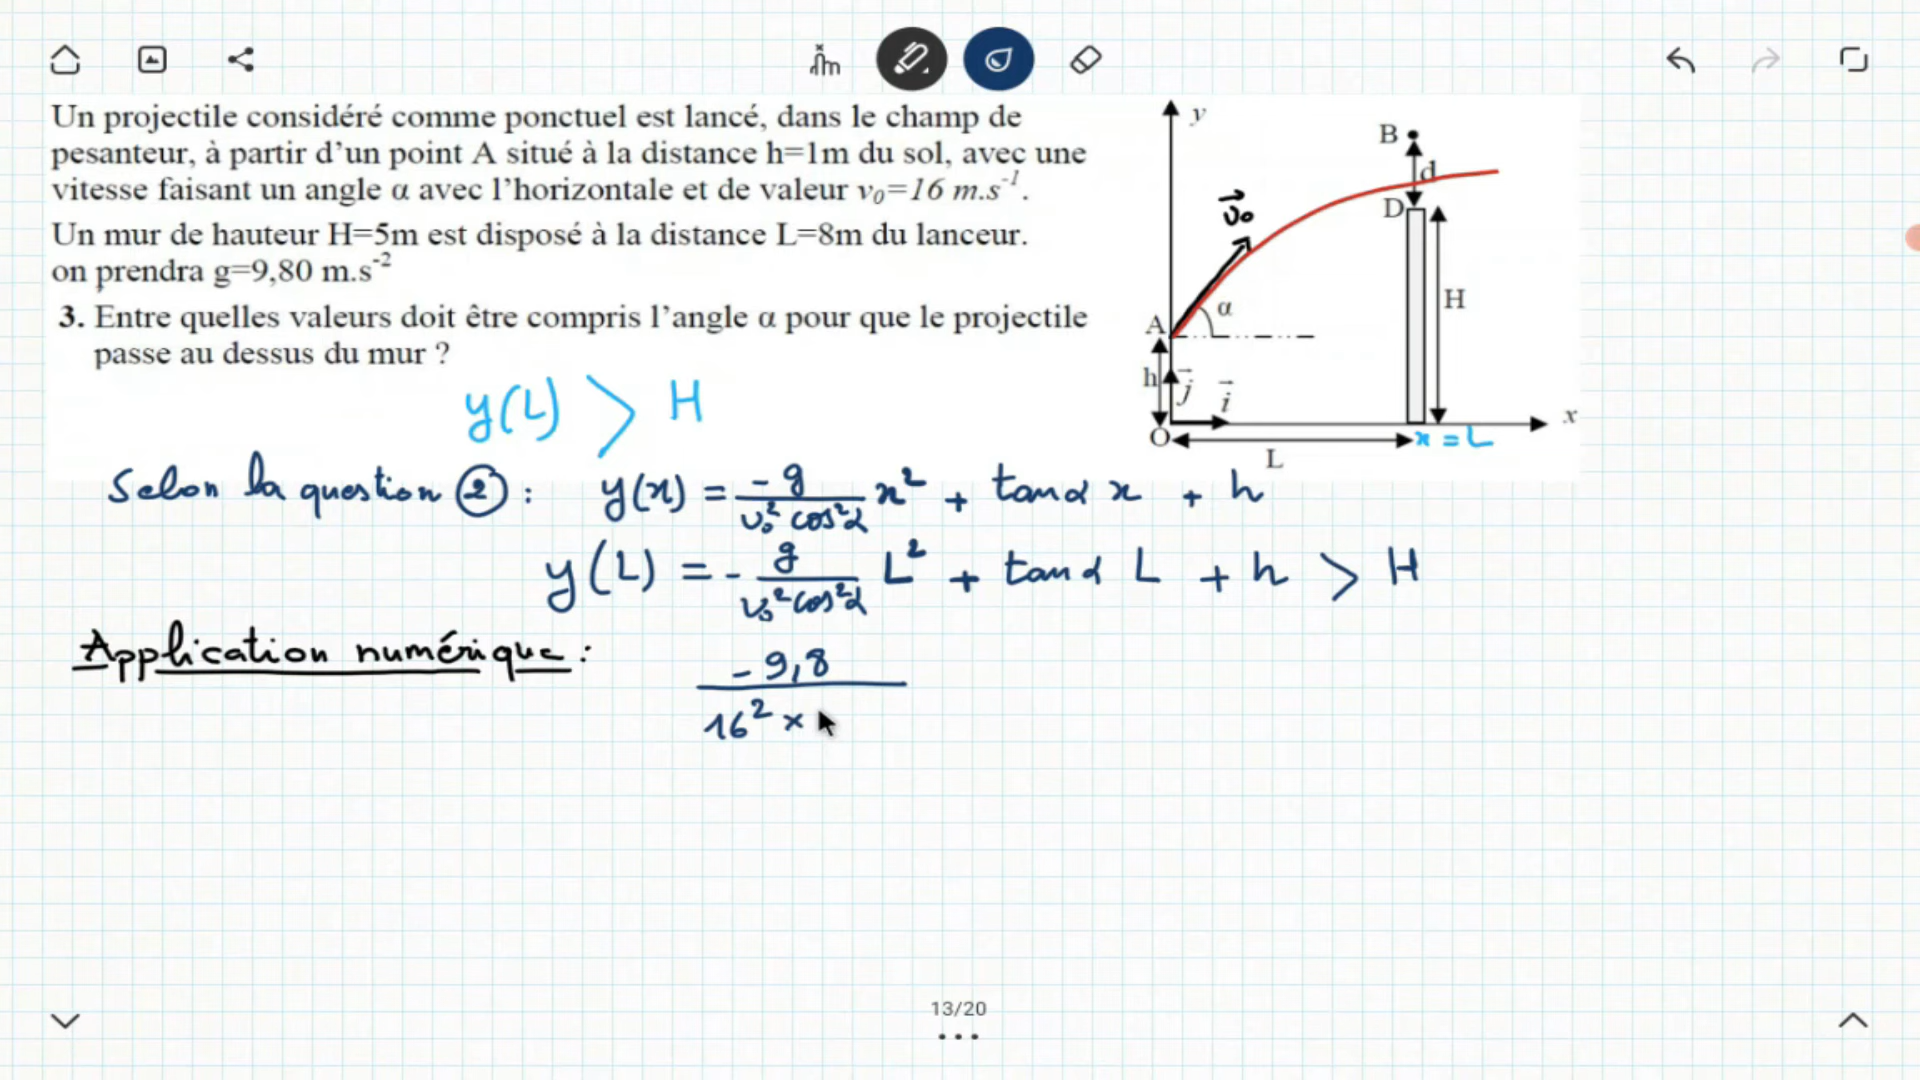 Un projectile considéré comme ponctuel est lancé, dans le champ de
pesanteur, à partir d'un point A situé à la distance h=1m du sol, avec une
vitesse faisant un angle α avec l'horizontale et de valeur v₀=16 m.s⁻¹.
Un mur de hauteur H=5m est disposé à la distance L=8m du lanceur.
on prendra g=9,80 m.s⁻²
3. Entre quelles valeurs doit être compris l'angle α pour que le projectile
passe au dessus du mur ?
y
B
d
v₀
D
H
α
A
h
j
i
x
O
x = L
L
y(L) > H
Selon la question ② : y(x) = -g / (v₀² cos²α) x² + tanα x + h
y(L) = - g / (v₀² cos²α) L² + tanα L + h > H
Application numérique :
- 9,8
16² ×
13/20